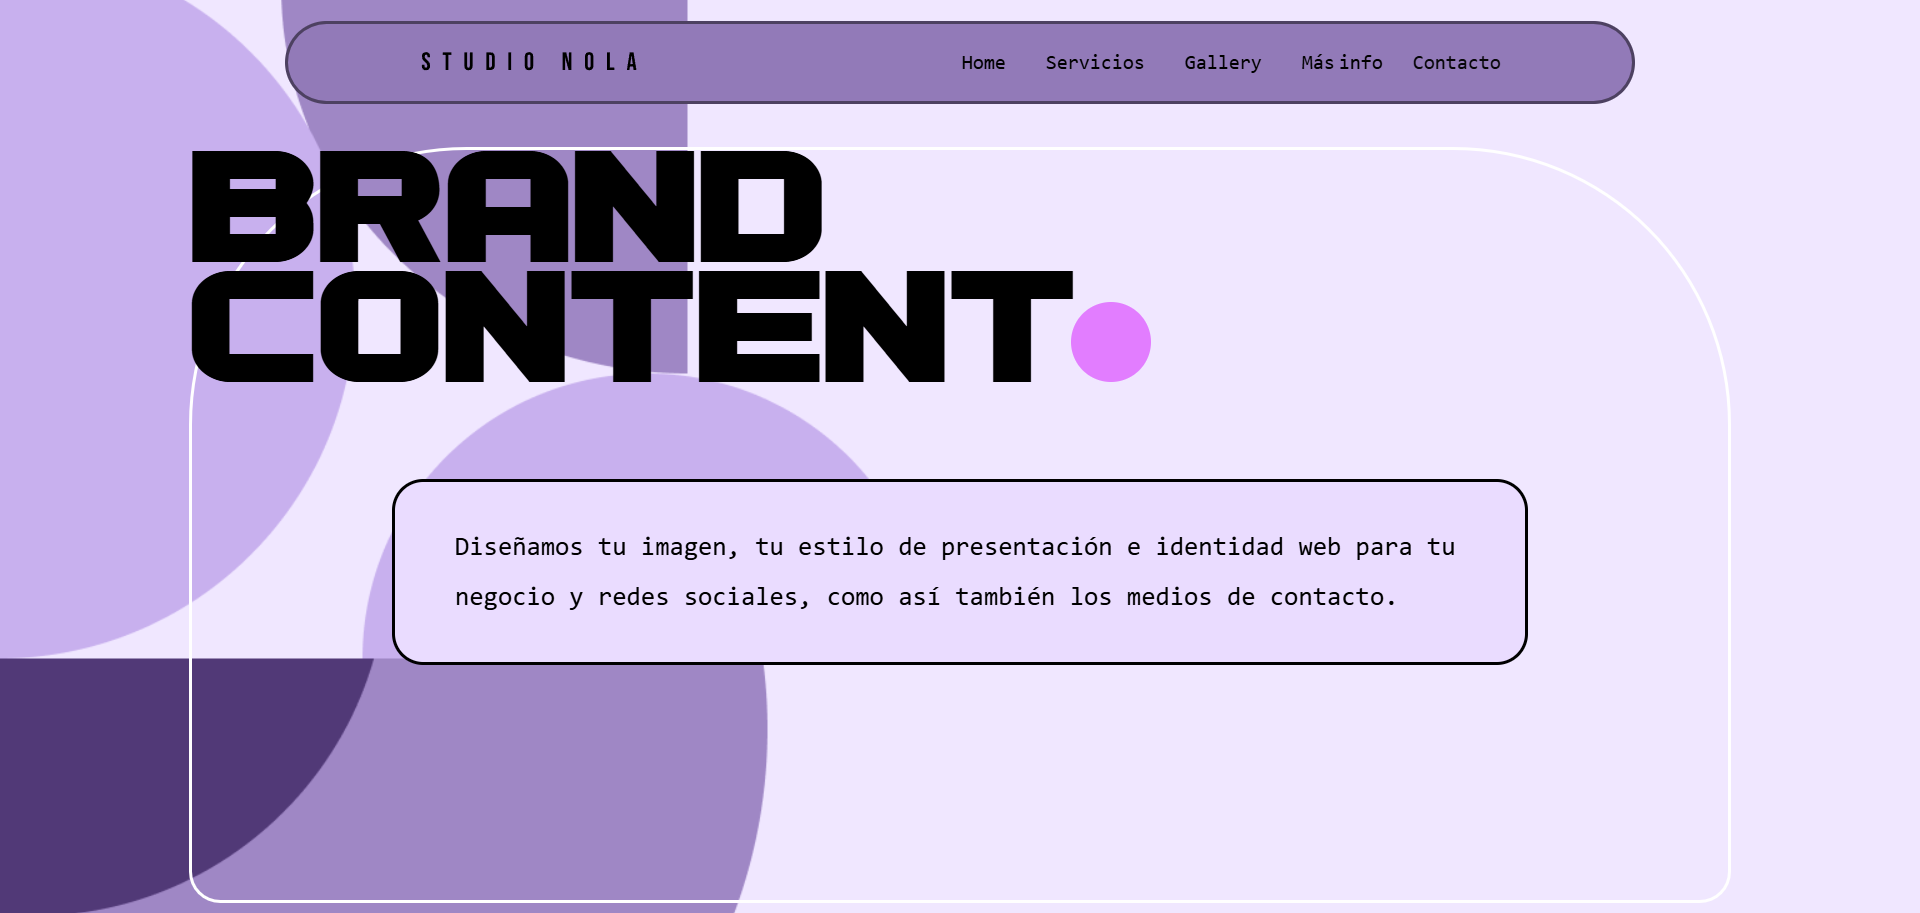 STUDIO NOLA
Home Servicios Gallery Más info Contacto
BRAND
CONTENT
Diseñamos tu imagen, tu estilo de presentación e identidad web para tu
negocio y redes sociales, como así también los medios de contacto.